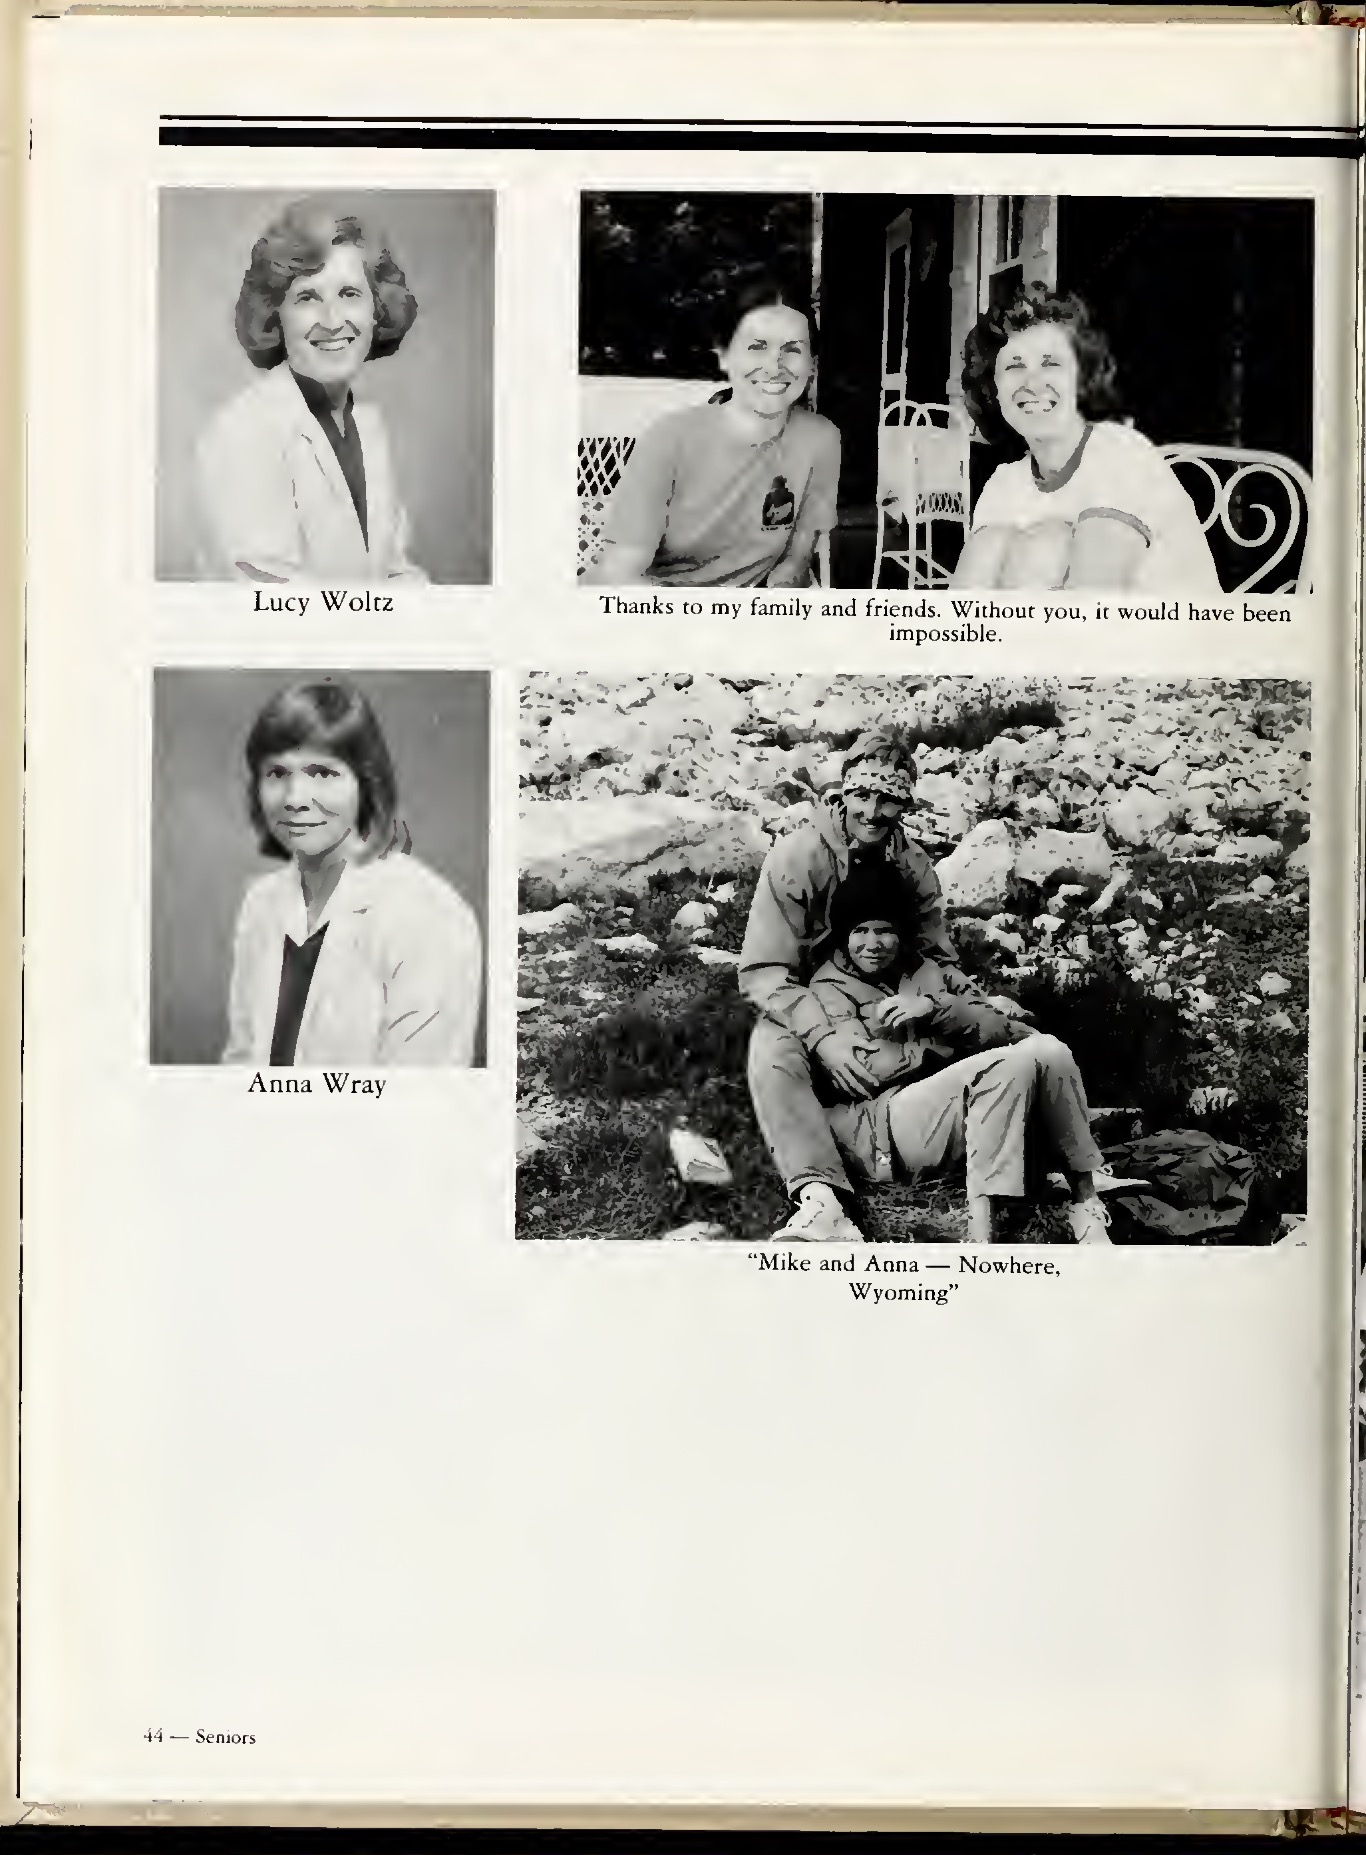 Lucy Woltz
Thanks to my family and friends. Without you, it would have been
impossible.
Anna Wray
"Mike and Anna — Nowhere,
Wyoming"
44 — Seniors